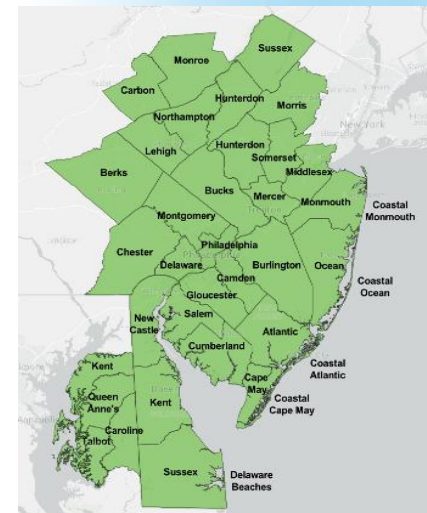 Sussex
Monroe
Carbon
Hunterdon
Morris
Northampton
Lehigh
Hunterdon
Somerset
Berks
Middlesex
Bucks
Mercer
Monmouth
Coastal
Monmouth
Montgomery
Chester
Philadelphia
Delaware
Burlington
Ocean
Camden
Coastal
Ocean
Gloucester
New
Castle
Salem
Atlantic
Cumberland
Coastal
Atlantic
Kent
Cape
May
Coastal
Cape May
Queen
Anne's
Kent
Caroline
Talbot
Sussex
Delaware
Beaches